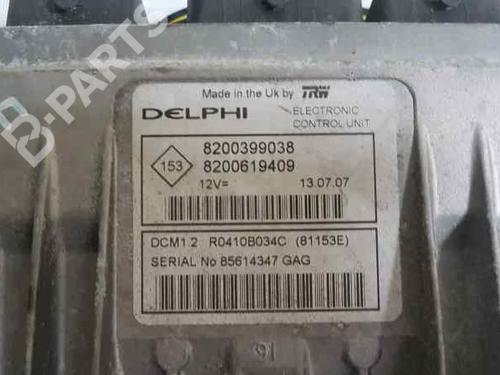 Made in the Uk by TRW
DELPHI ELECTRONIC
CONTROL UNIT
153
8200399038
8200619409
12V= 13.07.07
DCM1.2 R0410B034C (81153E)
SERIAL No 85614347 GAG
91